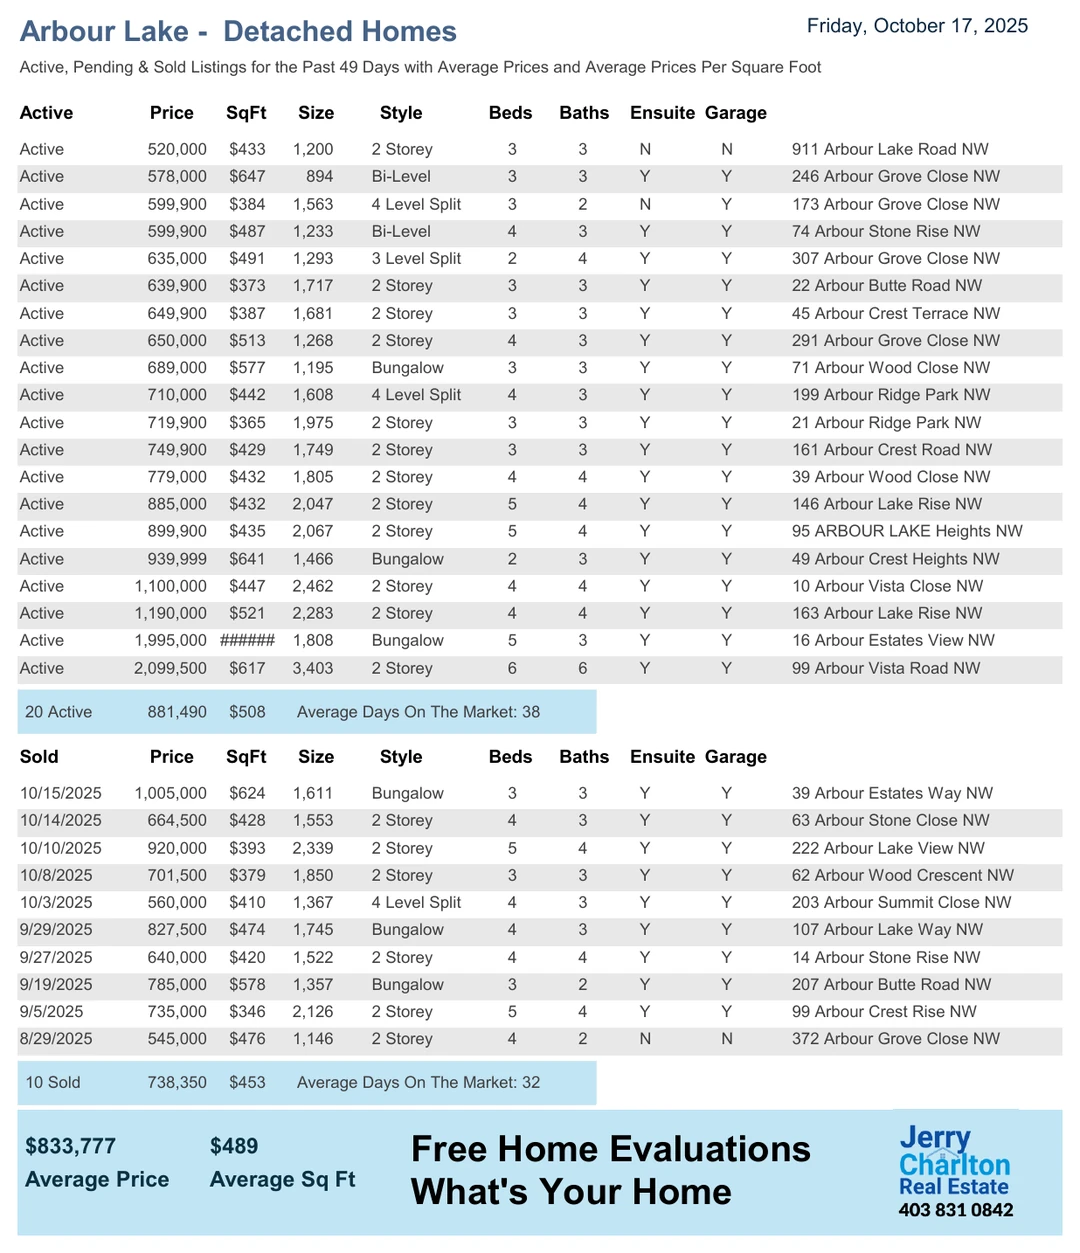 Arbour Lake - Detached Homes
Friday, October 17, 2025
Active, Pending & Sold Listings for the Past 49 Days with Average Prices and Average Prices Per Square Foot
Active Price SqFt Size Style Beds Baths Ensuite Garage
Active 520,000 $433 1,200 2 Storey 3 3 N N 911 Arbour Lake Road NW
Active 578,000 $647 894 Bi-Level 3 3 Y Y 246 Arbour Grove Close NW
Active 599,900 $384 1,563 4 Level Split 3 2 N Y 173 Arbour Grove Close NW
Active 599,900 $487 1,233 Bi-Level 4 3 Y Y 74 Arbour Stone Rise NW
Active 635,000 $491 1,293 3 Level Split 2 4 Y Y 307 Arbour Grove Close NW
Active 639,900 $373 1,717 2 Storey 3 3 Y Y 22 Arbour Butte Road NW
Active 649,900 $387 1,681 2 Storey 3 3 Y Y 45 Arbour Crest Terrace NW
Active 650,000 $513 1,268 2 Storey 4 3 Y Y 291 Arbour Grove Close NW
Active 689,000 $577 1,195 Bungalow 3 3 Y Y 71 Arbour Wood Close NW
Active 710,000 $442 1,608 4 Level Split 4 3 Y Y 199 Arbour Ridge Park NW
Active 719,900 $365 1,975 2 Storey 3 3 Y Y 21 Arbour Ridge Park NW
Active 749,900 $429 1,749 2 Storey 3 3 Y Y 161 Arbour Crest Road NW
Active 779,000 $432 1,805 2 Storey 4 4 Y Y 39 Arbour Wood Close NW
Active 885,000 $432 2,047 2 Storey 5 4 Y Y 146 Arbour Lake Rise NW
Active 899,900 $435 2,067 2 Storey 5 4 Y Y 95 ARBOUR LAKE Heights NW
Active 939,999 $641 1,466 Bungalow 2 3 Y Y 49 Arbour Crest Heights NW
Active 1,100,000 $447 2,462 2 Storey 4 4 Y Y 10 Arbour Vista Close NW
Active 1,190,000 $521 2,283 2 Storey 4 4 Y Y 163 Arbour Lake Rise NW
Active 1,995,000 ###### 1,808 Bungalow 5 3 Y Y 16 Arbour Estates View NW
Active 2,099,500 $617 3,403 2 Storey 6 6 Y Y 99 Arbour Vista Road NW
20 Active 881,490 $508 Average Days On The Market: 38
Sold Price SqFt Size Style Beds Baths Ensuite Garage
10/15/2025 1,005,000 $624 1,611 Bungalow 3 3 Y Y 39 Arbour Estates Way NW
10/14/2025 664,500 $428 1,553 2 Storey 4 3 Y Y 63 Arbour Stone Close NW
10/10/2025 920,000 $393 2,339 2 Storey 5 4 Y Y 222 Arbour Lake View NW
10/8/2025 701,500 $379 1,850 2 Storey 3 3 Y Y 62 Arbour Wood Crescent NW
10/3/2025 560,000 $410 1,367 4 Level Split 4 3 Y Y 203 Arbour Summit Close NW
9/29/2025 827,500 $474 1,745 Bungalow 4 3 Y Y 107 Arbour Lake Way NW
9/27/2025 640,000 $420 1,522 2 Storey 4 4 Y Y 14 Arbour Stone Rise NW
9/19/2025 785,000 $578 1,357 Bungalow 3 2 Y Y 207 Arbour Butte Road NW
9/5/2025 735,000 $346 2,126 2 Storey 5 4 Y Y 99 Arbour Crest Rise NW
8/29/2025 545,000 $476 1,146 2 Storey 4 2 N N 372 Arbour Grove Close NW
10 Sold 738,350 $453 Average Days On The Market: 32
$833,777 $489
Average Price Average Sq Ft
Free Home Evaluations
What's Your Home
Jerry
Charlton
Real Estate
403 831 0842